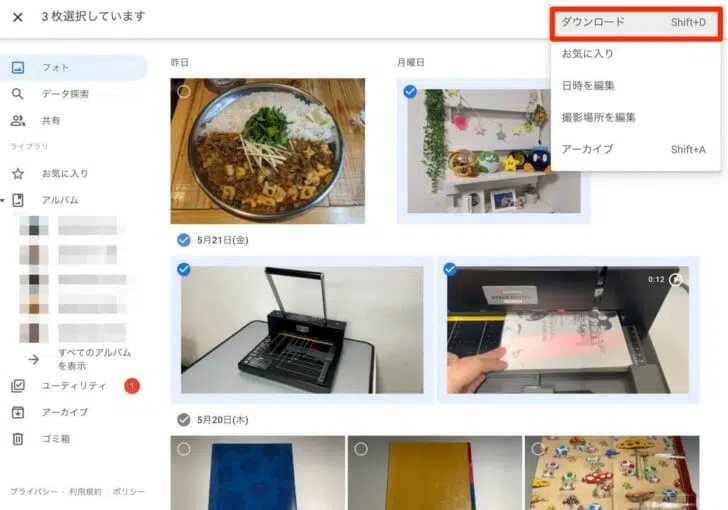 3 枚選択しています
ダウンロード Shift+D
お気に入り
日時を編集
撮影場所を編集
アーカイブ Shift+A
フォト
データ探索
共有
ライブラリ
お気に入り
アルバム
すべてのアルバム
を表示
ユーティリティ 1
アーカイブ
ゴミ箱
プライバシー · 利用規約 · ポリシー
昨日
月曜日
5月21日(金)
0:12
5月20日(木)